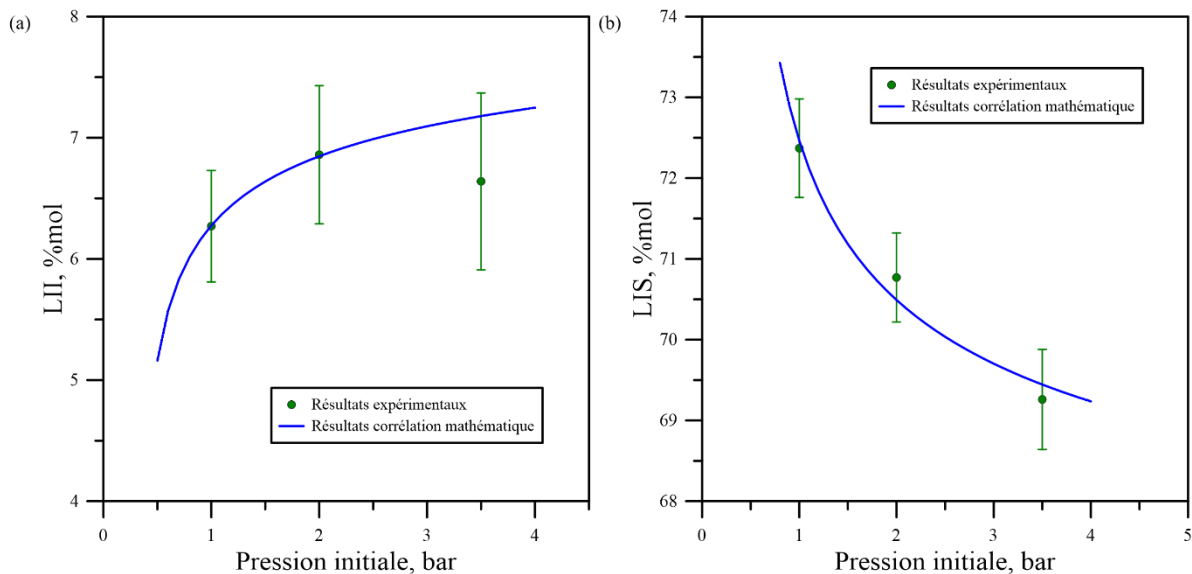 (a)
8
7
6
5
4
LII, %mol
0
1
2
3
4
Pression initiale, bar
Résultats expérimentaux
Résultats corrélation mathématique
(b)
74
73
72
71
70
69
68
LIS, %mol
0
1
2
3
4
5
Pression initiale, bar
Résultats expérimentaux
Résultats corrélation mathématique